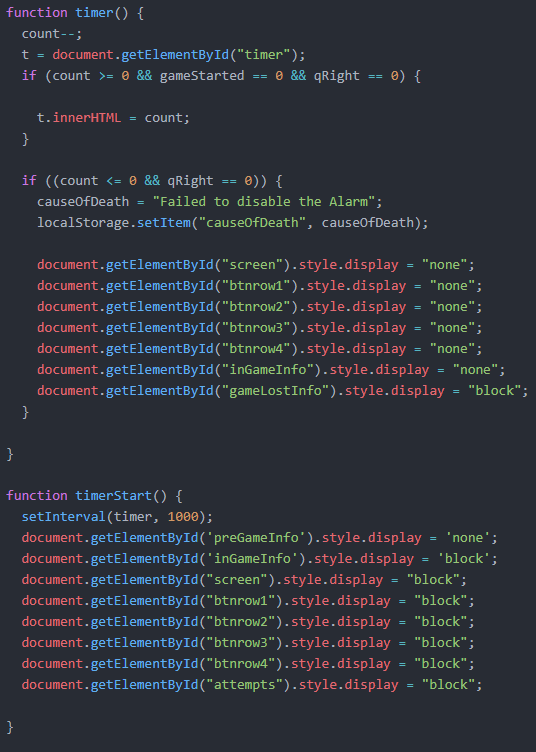 function timer() {
  count--;
  t = document.getElementById("timer");
  if (count >= 0 && gameStarted == 0 && qRight == 0) {

    t.innerHTML = count;
  }

  if ((count <= 0 && qRight == 0)) {
    causeOfDeath = "Failed to disable the Alarm";
    localStorage.setItem("causeOfDeath", causeOfDeath);

    document.getElementById("screen").style.display = "none";
    document.getElementById("btnrow1").style.display = "none";
    document.getElementById("btnrow2").style.display = "none";
    document.getElementById("btnrow3").style.display = "none";
    document.getElementById("btnrow4").style.display = "none";
    document.getElementById("inGameInfo").style.display = "none";
    document.getElementById("gameLostInfo").style.display = "block";
  }

}

function timerStart() {
  setInterval(timer, 1000);
  document.getElementById('preGameInfo').style.display = 'none';
  document.getElementById('inGameInfo').style.display = 'block';
  document.getElementById("screen").style.display = "block";
  document.getElementById("btnrow1").style.display = "block";
  document.getElementById("btnrow2").style.display = "block";
  document.getElementById("btnrow3").style.display = "block";
  document.getElementById("btnrow4").style.display = "block";
  document.getElementById("attempts").style.display = "block";

}